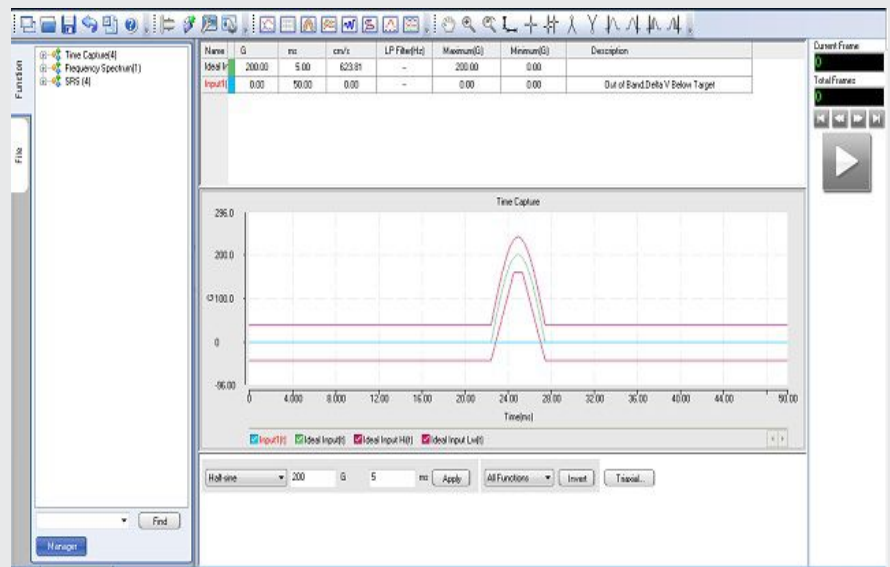 Function
File
Time Capture(4)
Frequency Spectrum(1)
SRS (4)
Find
Manager
Name G ms cm/s LP Filter(Hz) Maximum(G) Minimum(G) Description
Ideal In 200.00 5.00 623.81 -- 200.00 0.00
Input1( 0.00 50.00 0.00 -- 0.00 0.00 Out of Band.Delta V Below Target
Current Frame
0
Total Frames
0
Time Capture
296.0
200.0
G 100.0
0
-96.00
0 4.000 8.000 12.00 16.00 20.00 24.00 28.00 32.00 36.00 40.00 44.00 50.00
Time(ms)
Input1(t) Ideal Input(t) Ideal Input Hi(t) Ideal Input Lw(t)
Half-sine 200 G 5 ms Apply All Functions Invert Triaxial...